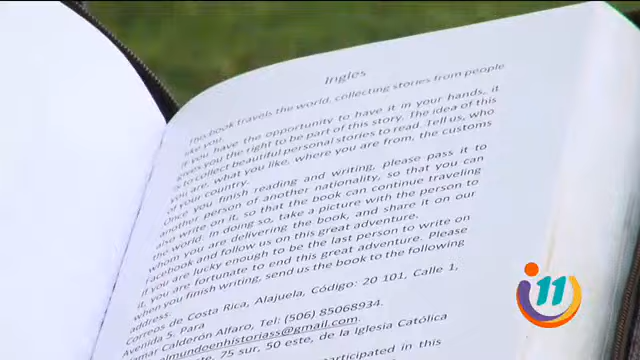 Ingles
This book travels the world, collecting stories from people
like you.
If you have the opportunity to have it in your hands, it
gives you the right to be part of this story. The idea of this
is to collect beautiful personal stories to read. Tell us, who
you are, what you like, where you are from, the customs
of your country.
Once you finish reading and writing, please pass it to
another person of another nationality, so that you can
also write on it, so that the book can continue traveling
the world. In doing so, take a picture with the person to
whom you are delivering the book, and share it on our
Facebook and follow us on this great adventure.
If you are lucky enough to be the last person to write on
it, you are fortunate to end this great adventure. Please
when you finish writing, send us the book to the following
address:
Correos de Costa Rica, Alajuela, Código: 20 101, Calle 1,
Avenida 5. Para
Omar Calderón Alfaro, Tel: (506) 85068934.
elmundoenhistoriass@gmail.com.
75 sur, 50 este, de la Iglesia Católica
participated in this
11